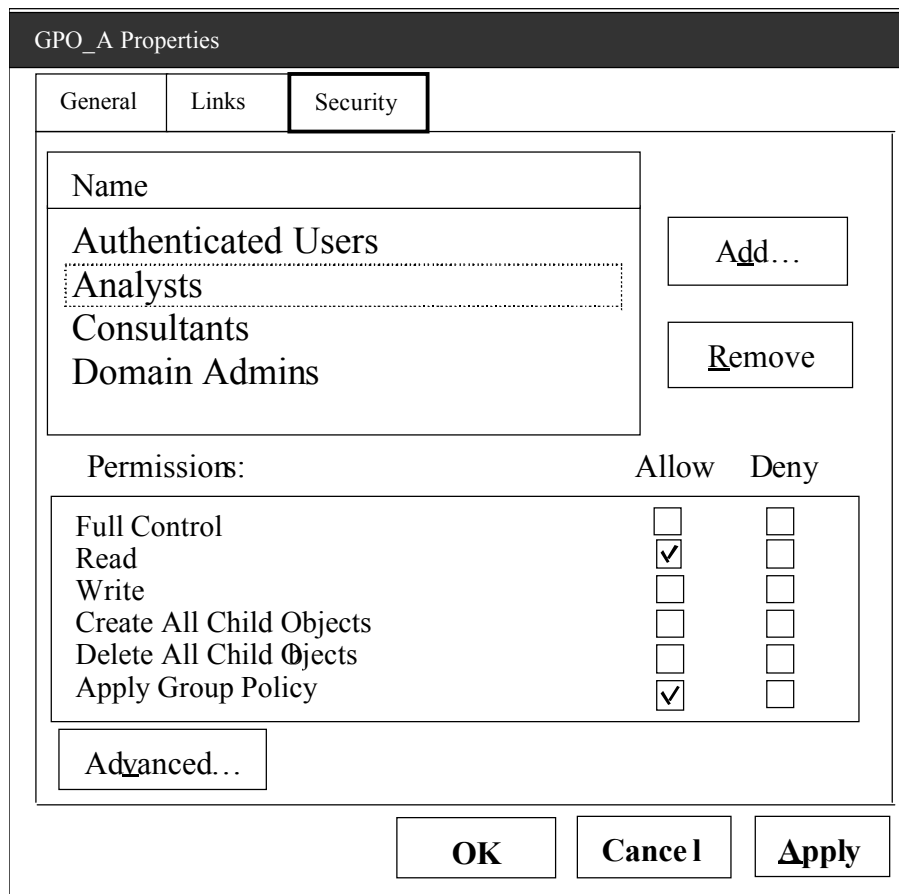 GPO_A Properties
General Links Security
Name
Authenticated Users
Analysts
Consultants
Domain Admins
Add...
Remove
Permissions: Allow Deny
Full Control
Read
Write
Create All Child Objects
Delete All Child Objects
Apply Group Policy
Advanced...
OK Cancel Apply